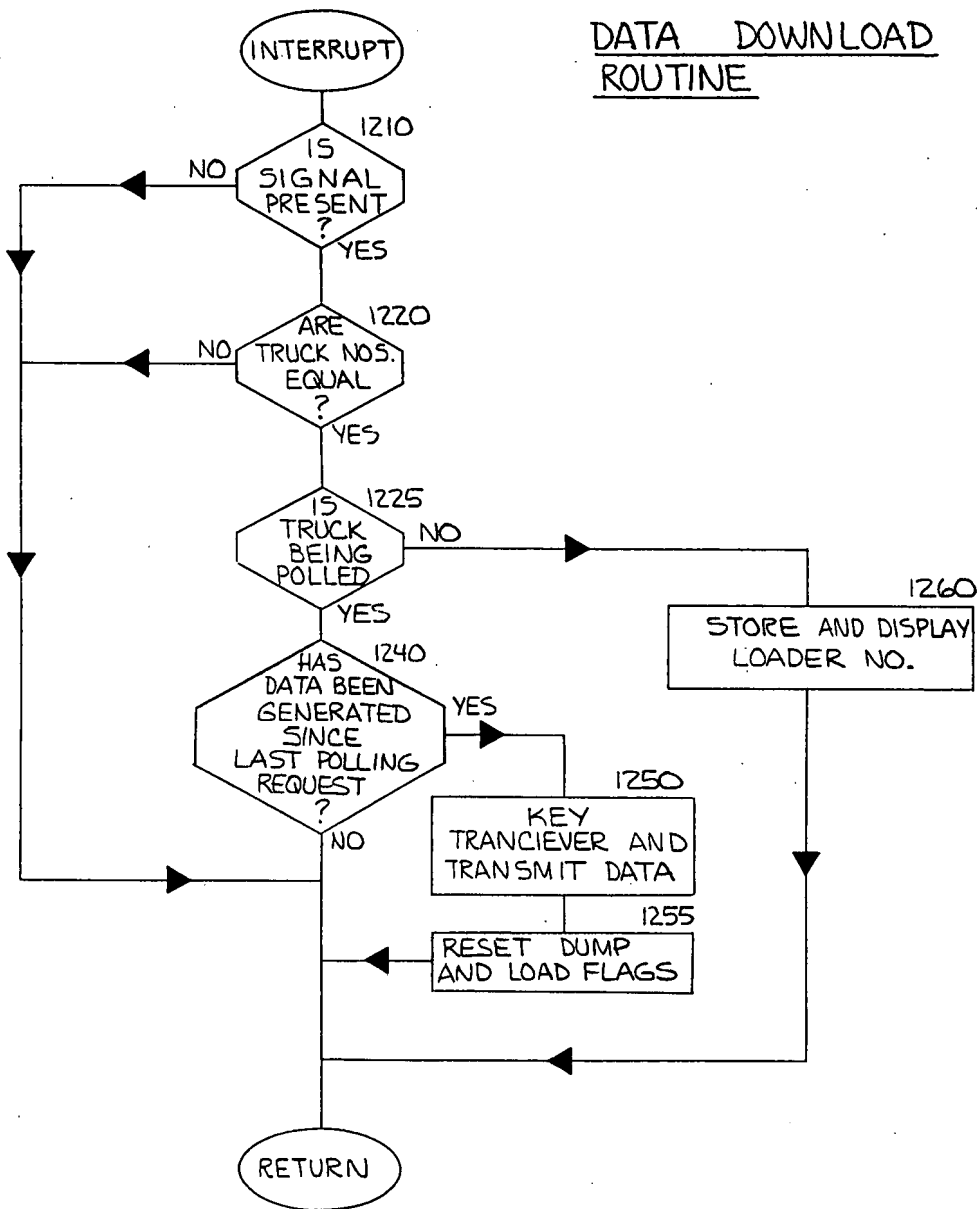 DATA DOWNLOAD
ROUTINE
INTERRUPT
1210
IS
SIGNAL
PRESENT
?
NO
YES
1220
ARE
TRUCK NOS.
EQUAL
?
NO
YES
1225
IS
TRUCK
BEING
POLLED
NO
YES
1260
STORE AND DISPLAY
LOADER NO.
1240
HAS
DATA BEEN
GENERATED
SINCE
LAST POLLING
REQUEST
?
YES
NO
1250
KEY
TRANCIEVER AND
TRANSMIT DATA
1255
RESET DUMP
AND LOAD FLAGS
RETURN